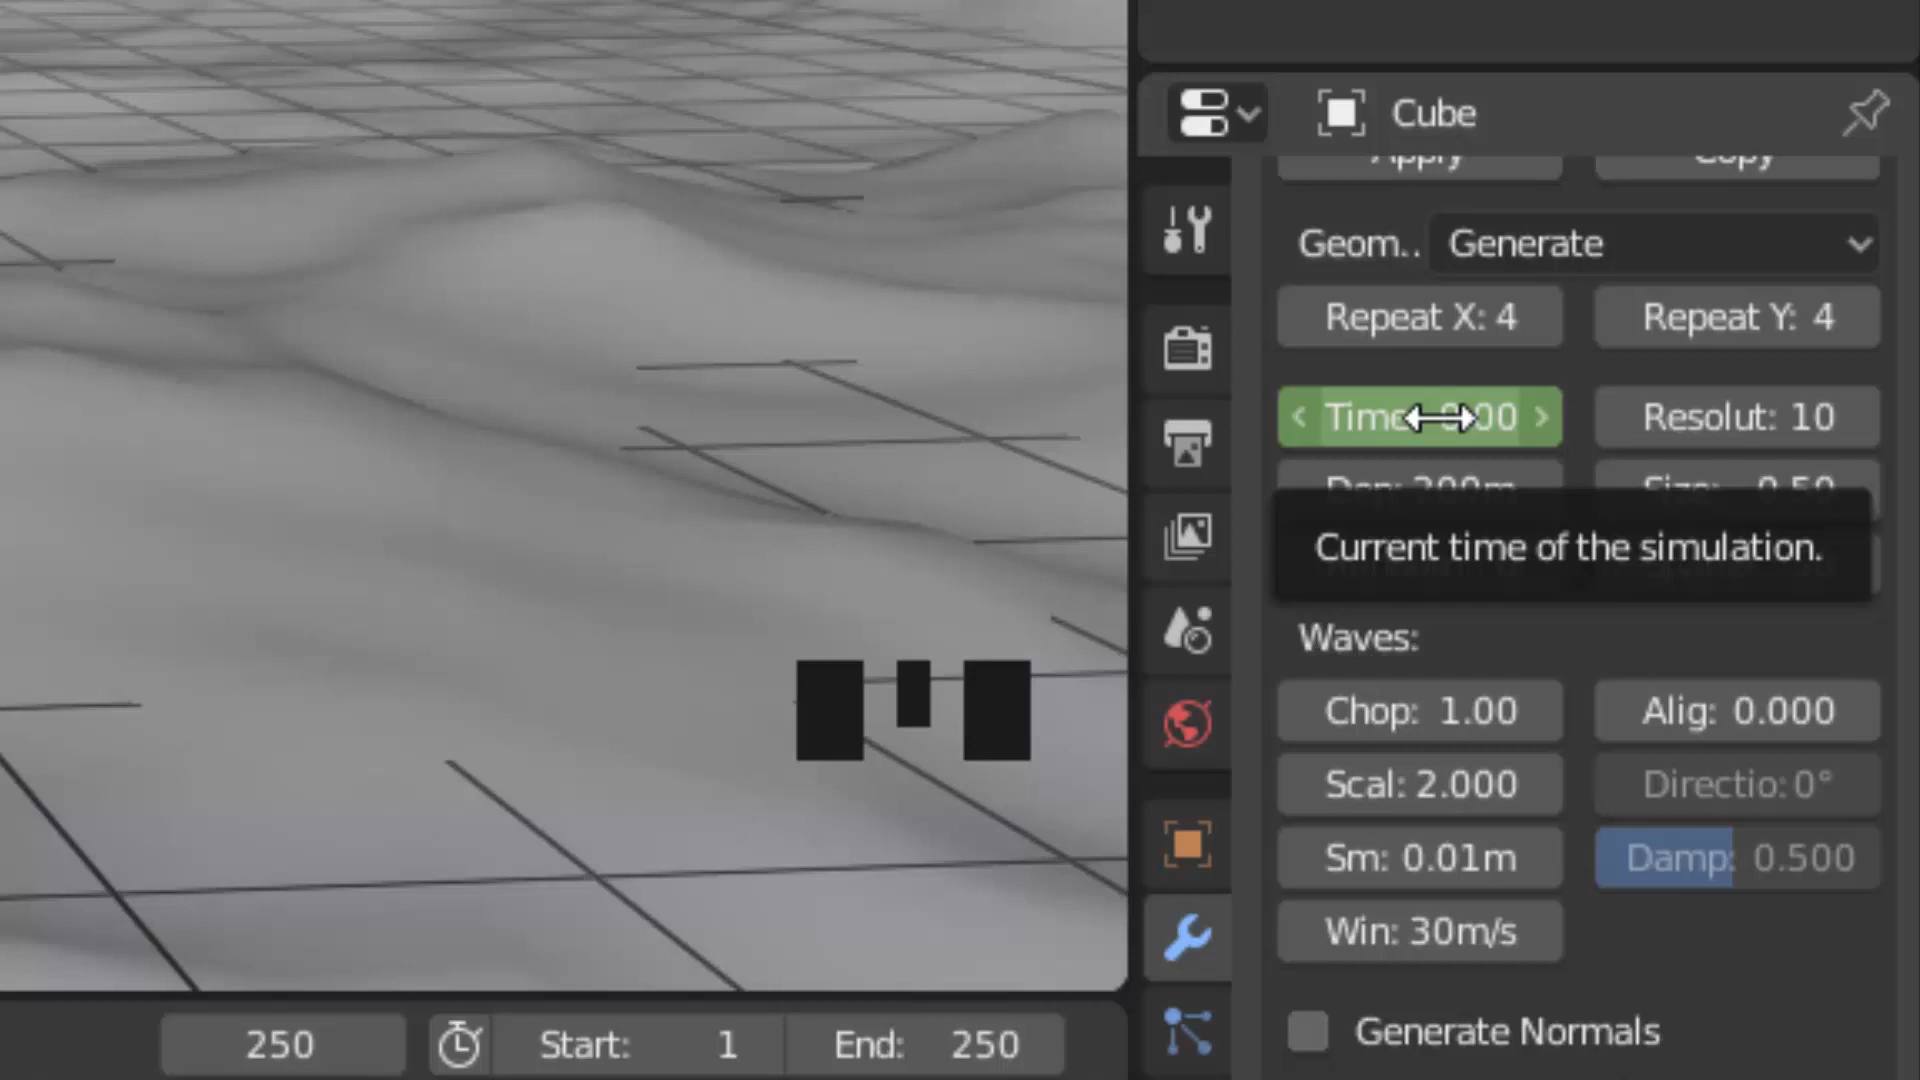 Cube
Apply Copy
Geom.. Generate
Repeat X: 4 Repeat Y: 4
Resolut: 10
Current time of the simulation.
Waves:
Chop: 1.00 Alig: 0.000
Scal: 2.000 Directio: 0°
Sm: 0.01m Damp: 0.500
Win: 30m/s
Generate Normals
250 Start: 1 End: 250